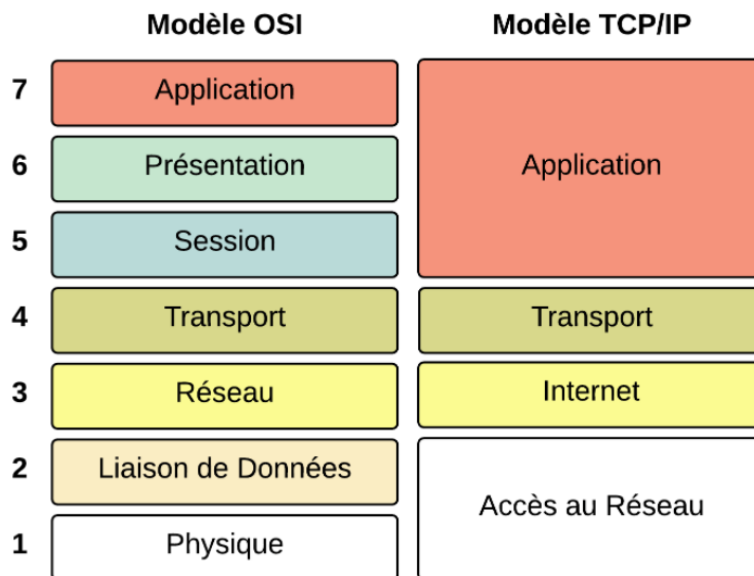 Modèle OSI Modèle TCP/IP
7 Application
6 Présentation Application
5 Session
4 Transport Transport
3 Réseau Internet
2 Liaison de Données
Accès au Réseau
1 Physique